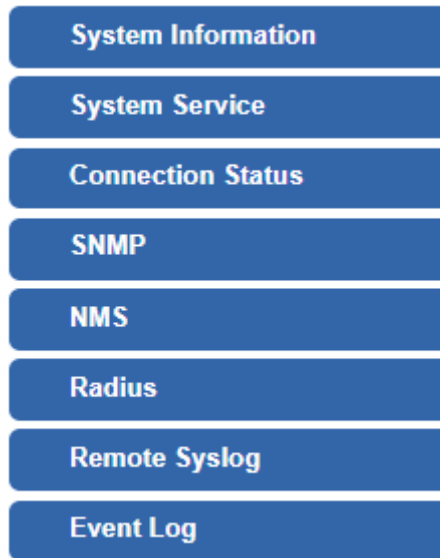 System Information
System Service
Connection Status
SNMP
NMS
Radius
Remote Syslog
Event Log